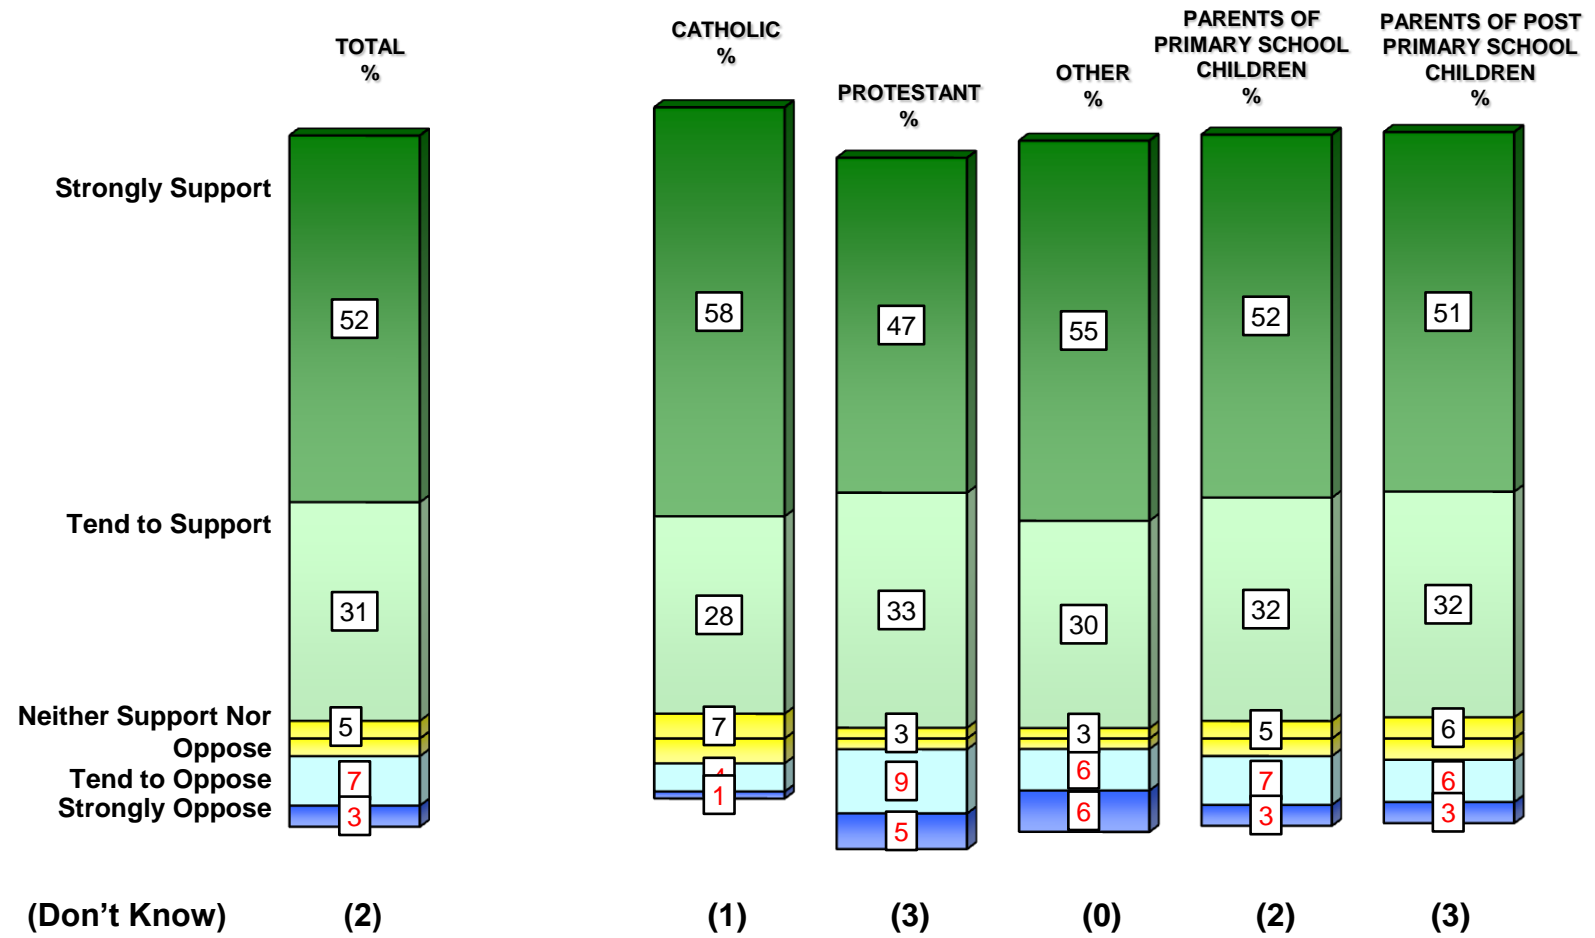 TOTAL
%
CATHOLIC
%
PROTESTANT
%
OTHER
%
PARENTS OF
PRIMARY SCHOOL
CHILDREN
%
PARENTS OF POST
PRIMARY SCHOOL
CHILDREN
%
Strongly Support
52
58
47
55
52
51
Tend to Support
31
28
33
30
32
32
Neither Support Nor
Oppose
5
7
3
3
5
6
Tend to Oppose
7
4
9
6
7
6
Strongly Oppose
3
1
5
6
3
3
(Don’t Know)
(2)
(1)
(3)
(0)
(2)
(3)